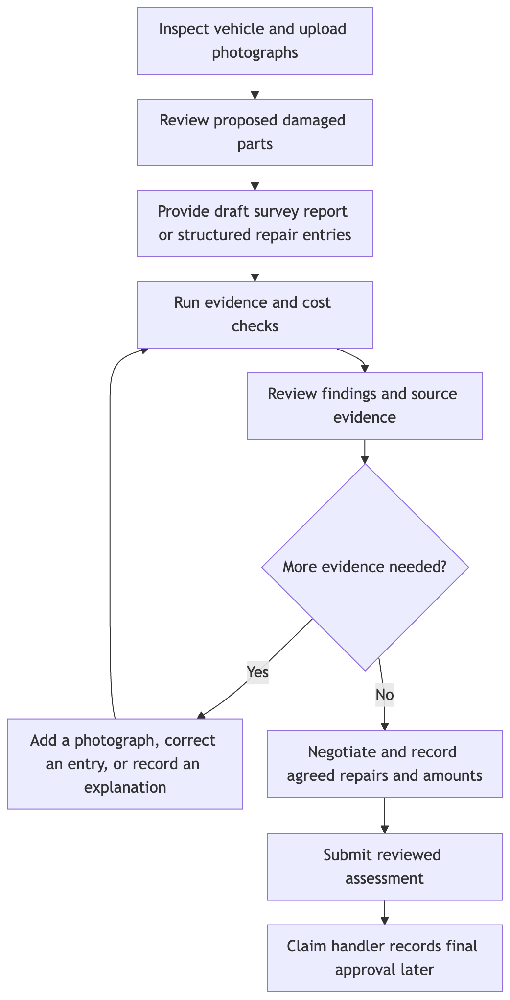 Inspect vehicle and upload
photographs
Review proposed damaged
parts
Provide draft survey report
or structured repair entries
Run evidence and cost
checks
Review findings and source
evidence
More evidence needed?
Yes
No
Add a photograph, correct
an entry, or record an
explanation
Negotiate and record
agreed repairs and amounts
Submit reviewed
assessment
Claim handler records final
approval later